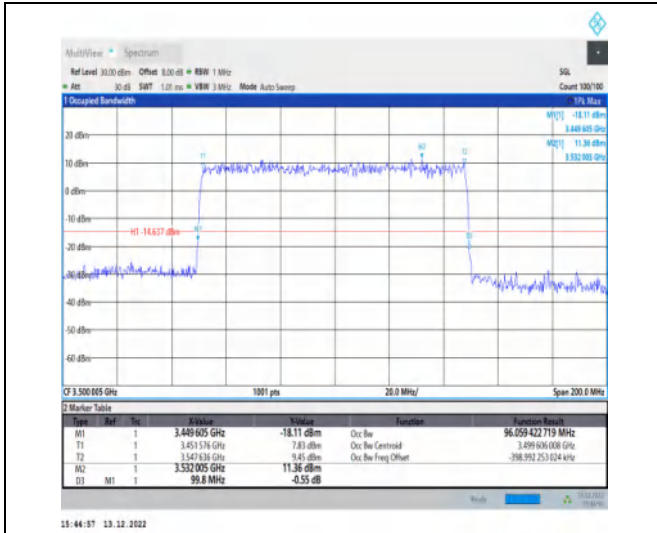 MultiView Spectrum
Ref Level 30.00 dBm Offset 8.00 dB RBW 1 MHz SGL
Att 30 dB SWT 1.01 ms VBW 3 MHz Mode Auto Sweep Count 100/100
1 Occupied Bandwidth 1Pk Max
M1[1] -18.11 dBm
3.449 605 GHz
M2[1] 11.36 dBm
3.532 005 GHz
20 dBm
M2
T1 T2
10 dBm
0 dBm
-10 dBm
H1 -14.637 dBm
M1
D3
-20 dBm
-30 dBm
-40 dBm
-50 dBm
-60 dBm
CF 3.500 005 GHz 1001 pts 20.0 MHz/ Span 200.0 MHz
2 Marker Table
Type Ref Trc X-Value Y-Value Function Function Result
M1 1 3.449 605 GHz -18.11 dBm Occ Bw 96.059 422 719 MHz
T1 1 3.451 576 GHz 7.83 dBm Occ Bw Centroid 3.499 606 008 GHz
T2 1 3.547 636 GHz 9.45 dBm Occ Bw Freq Offset -398.992 253 024 kHz
M2 1 3.532 005 GHz 11.36 dBm
D3 M1 1 99.8 MHz -0.55 dB
Ready 13.12.2022
15:44:57 13.12.2022